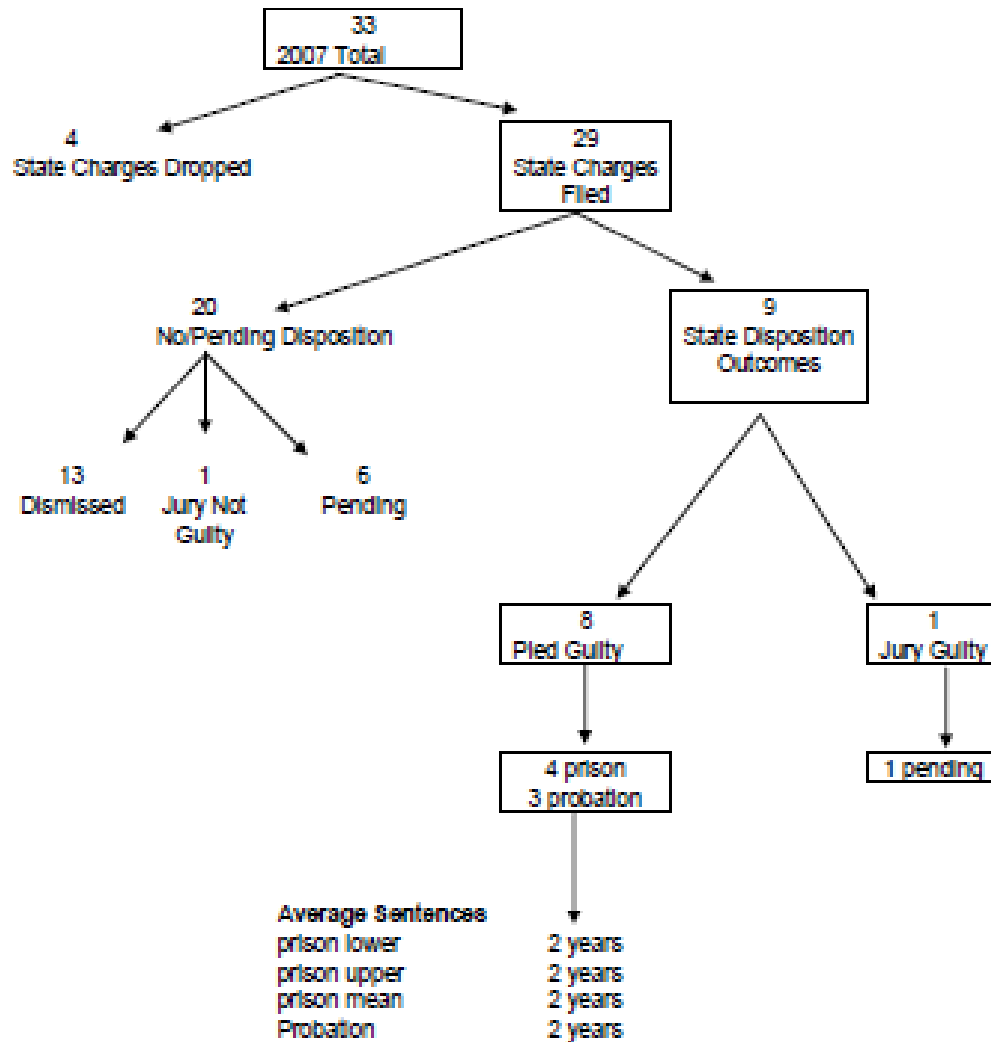 33
2007 Total
4
State Charges Dropped
29
State Charges
Filed
20
No/Pending Disposition
9
State Disposition
Outcomes
13
Dismissed
1
Jury Not
Guilty
6
Pending
8
Pled Guilty
1
Jury Guilty
4 prison
3 probation
1 pending
Average Sentences
prison lower 2 years
prison upper 2 years
prison mean 2 years
Probation 2 years